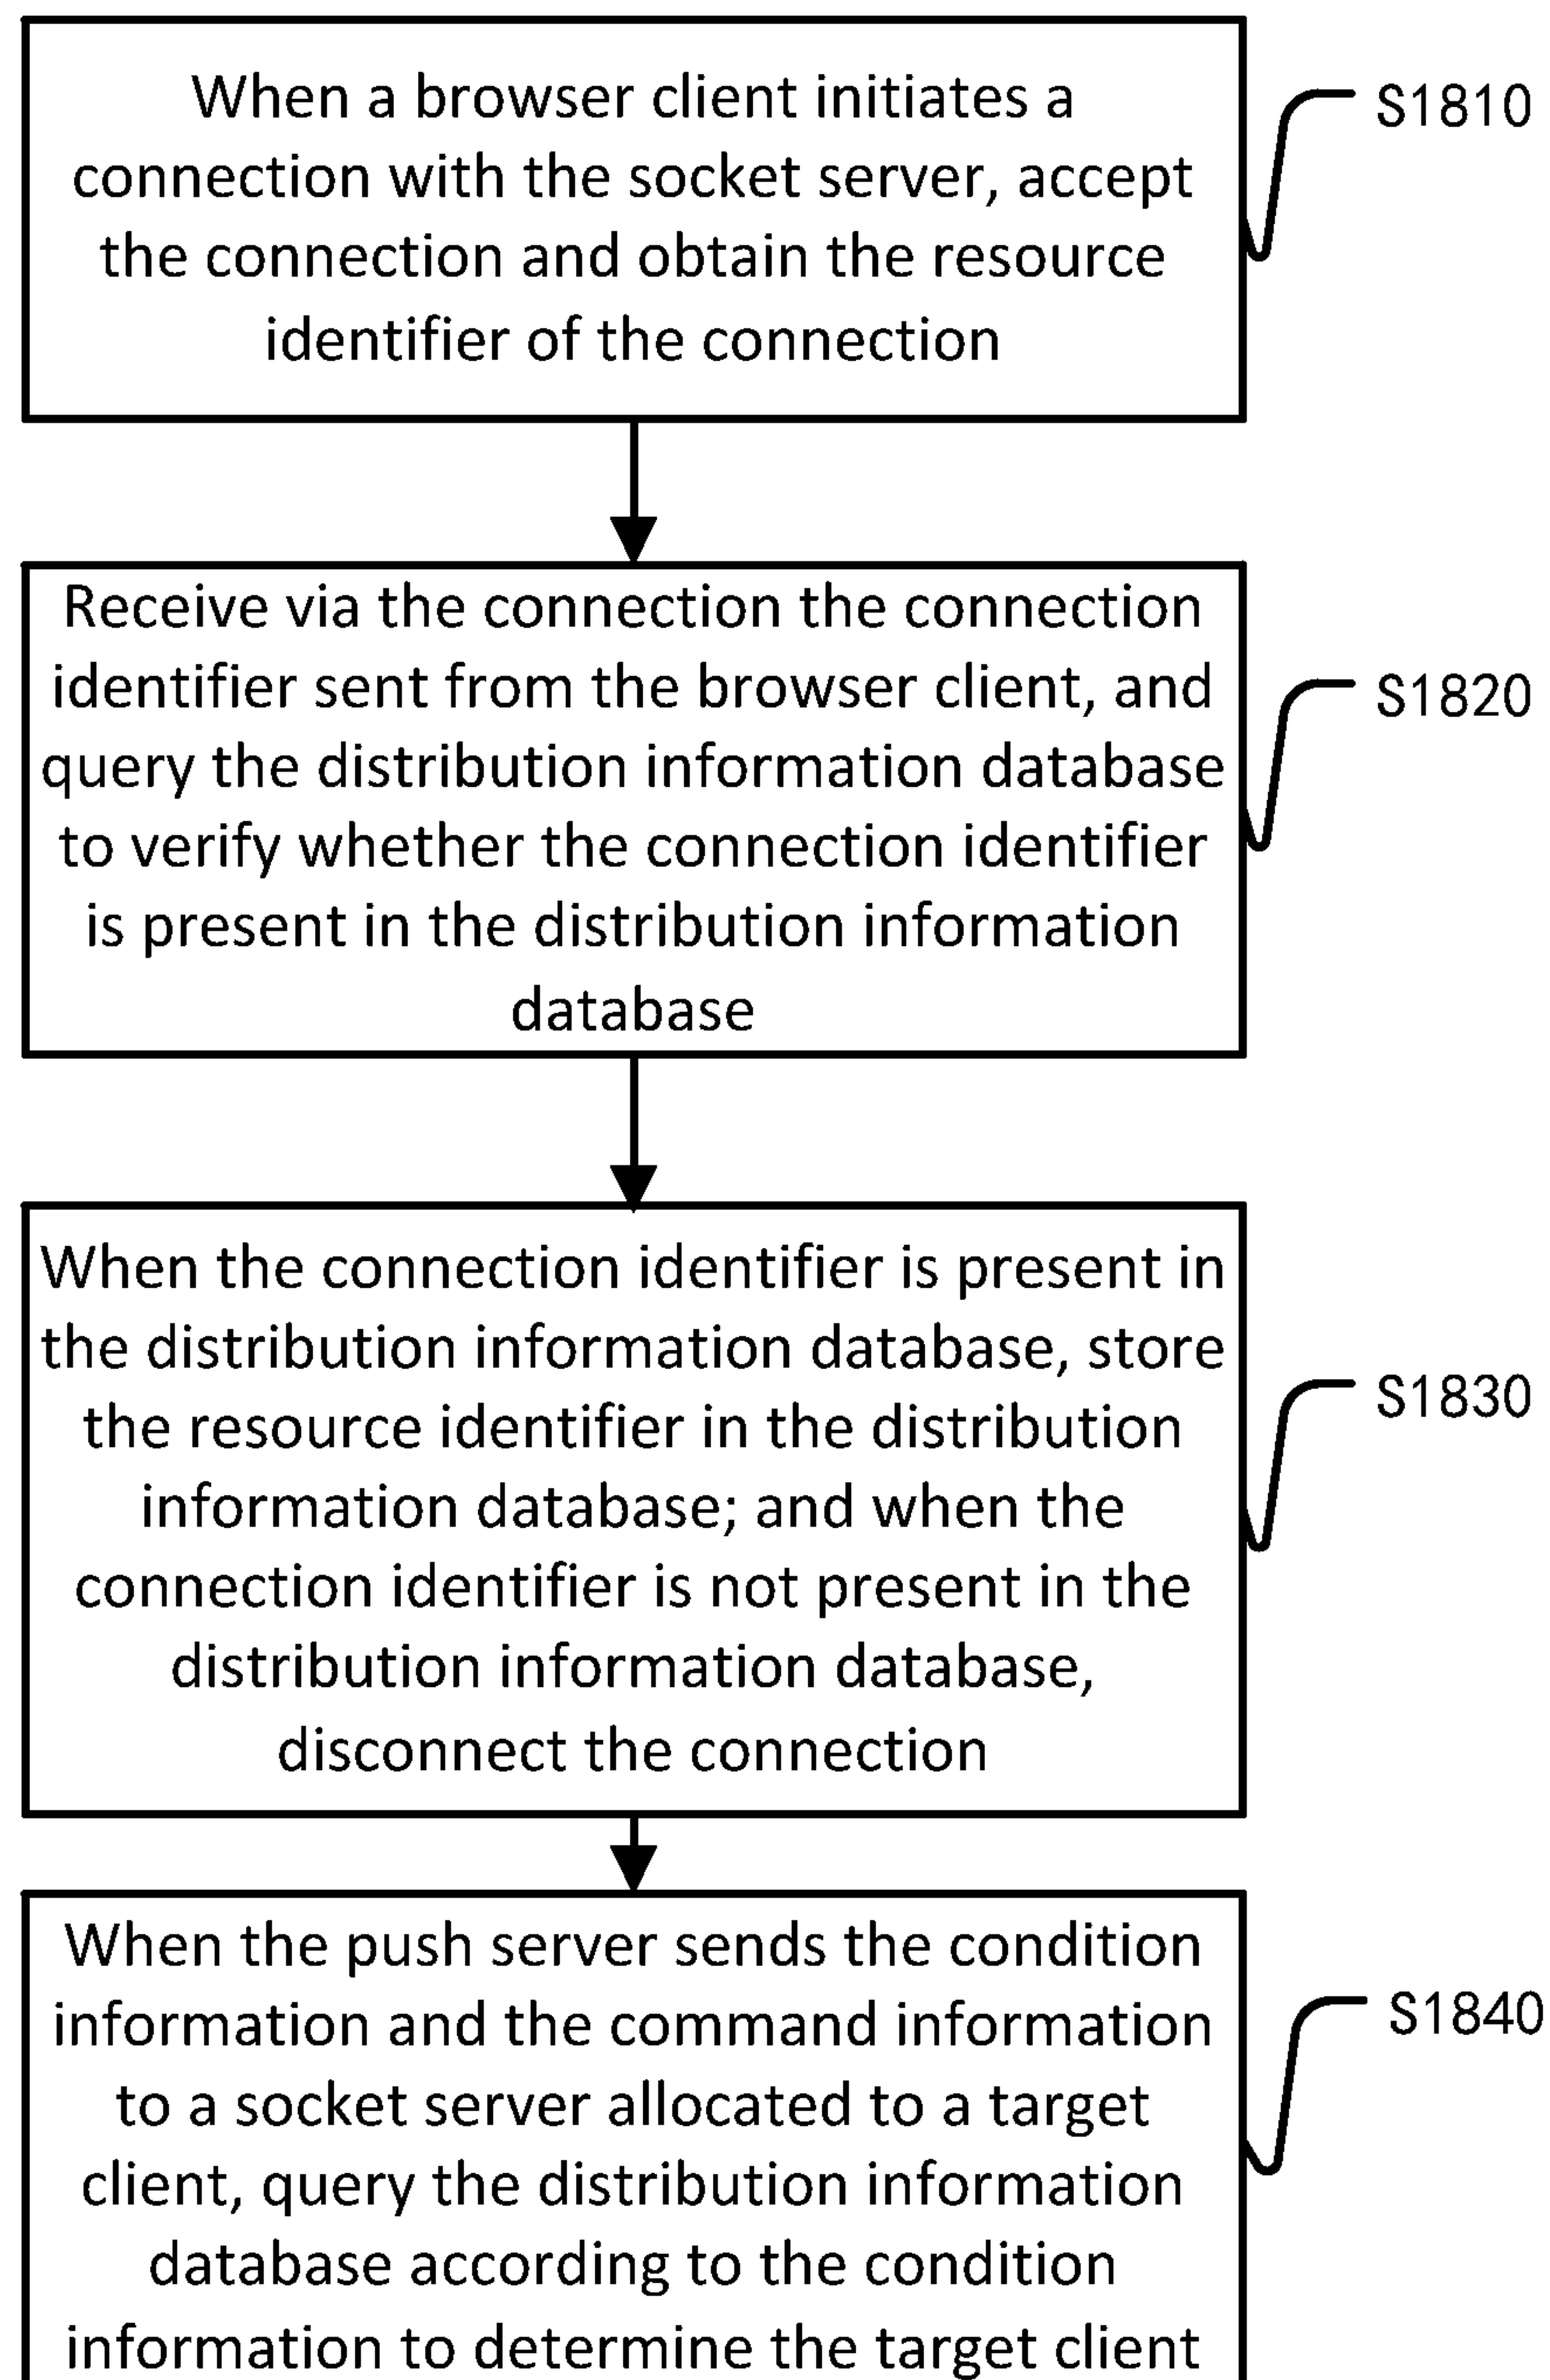 When a browser client initiates a
connection with the socket server, accept
the connection and obtain the resource
identifier of the connection
S1810
Receive via the connection the connection
identifier sent from the browser client, and
query the distribution information database
to verify whether the connection identifier
is present in the distribution information
database
S1820
When the connection identifier is present in
the distribution information database, store
the resource identifier in the distribution
information database; and when the
connection identifier is not present in the
distribution information database,
disconnect the connection
S1830
When the push server sends the condition
information and the command information
to a socket server allocated to a target
client, query the distribution information
database according to the condition
information to determine the target client
S1840